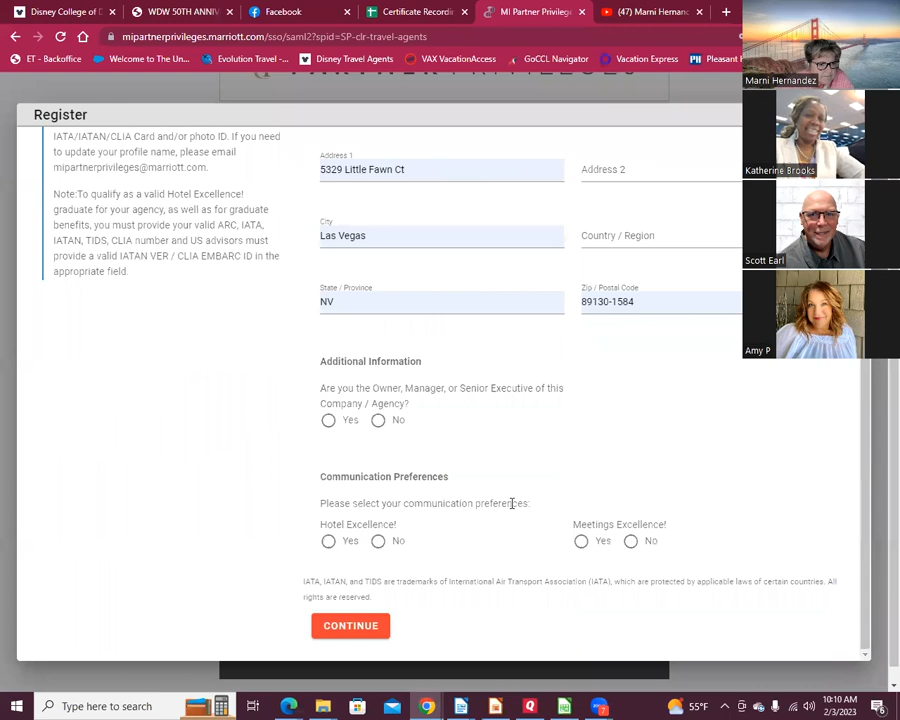 Disney College of D
WDW 50TH ANNIV
Facebook
Certificate Recordin
MI Partner Privilege
(47) Marni Hernand
mipartnerprivileges.marriott.com/sso/saml2?spid=SP-clr-travel-agents
ET - Backoffice
Welcome to The Un
Evolution Travel -
Disney Travel Agents
VAX VacationAccess
GoCCL Navigator
Vacation Express
Pleasant
Marni Hernandez
Katherine Brooks
Scott Earl
Amy P
Register
IATA/IATAN/CLIA Card and/or photo ID. If you need
to update your profile name, please email
mipartnerprivileges@marriott.com.
Note:To qualify as a valid Hotel Excellence!
graduate for your agency, as well as for graduate
benefits, you must provide your valid ARC, IATA,
IATAN, TIDS, CLIA number and US advisors must
provide a valid IATAN VER / CLIA EMBARC ID in the
appropriate field.
Address 1
5329 Little Fawn Ct
Address 2
City
Las Vegas
Country / Region
State / Province
NV
Zip / Postal Code
89130-1584
Additional Information
Are you the Owner, Manager, or Senior Executive of this
Company / Agency?
Yes
No
Communication Preferences
Please select your communication preferences:
Hotel Excellence!
Meetings Excellence!
Yes
No
Yes
No
IATA, IATAN, and TIDS are trademarks of International Air Transport Association (IATA), which are protected by applicable laws of certain countries. All
rights are reserved.
CONTINUE
Type here to search
55°F
10:10 AM
2/3/2023
6